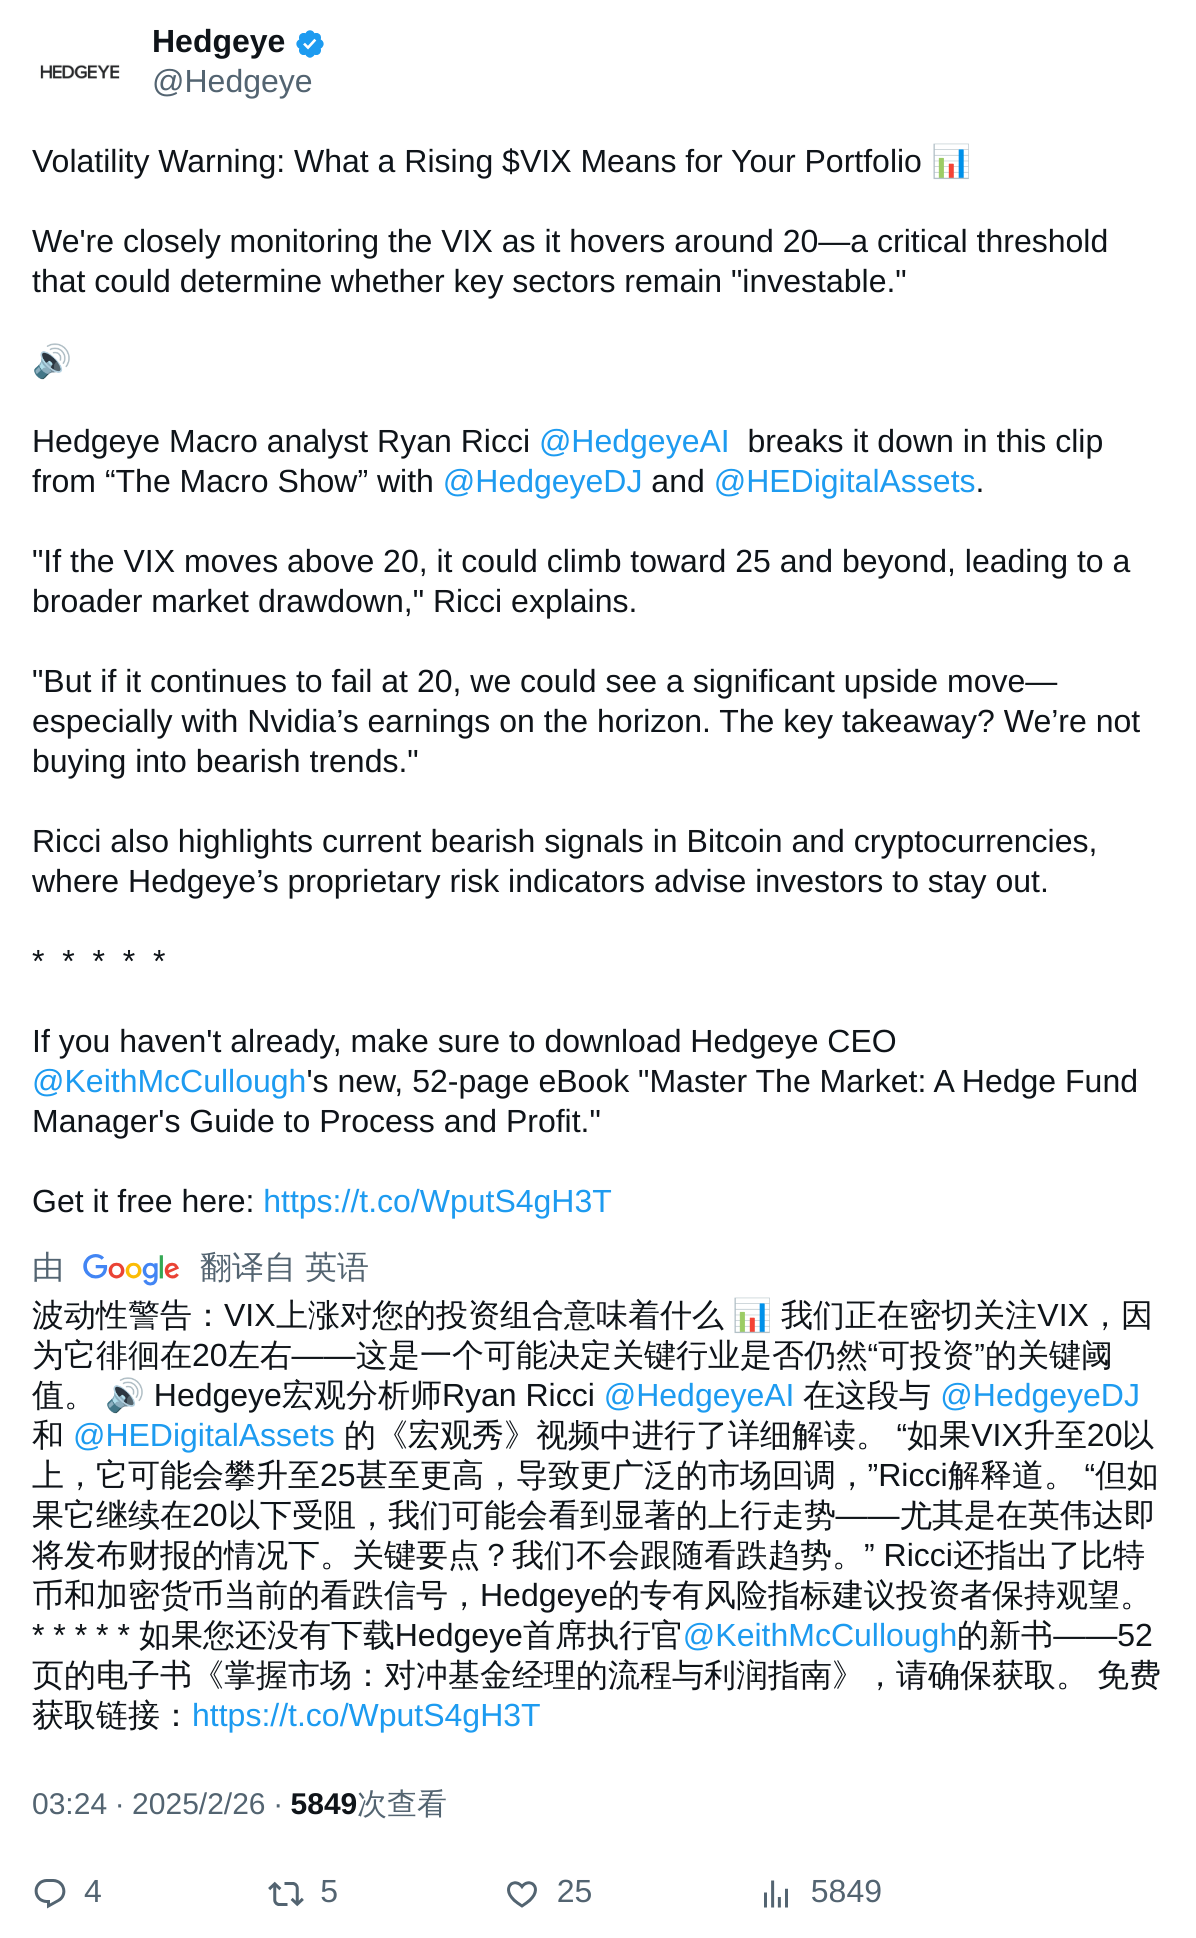 HEDGEYE
Hedgeye
@Hedgeye
Volatility Warning: What a Rising $VIX Means for Your Portfolio 📊
We're closely monitoring the VIX as it hovers around 20—a critical threshold
that could determine whether key sectors remain "investable."
🔊
Hedgeye Macro analyst Ryan Ricci @HedgeyeAI  breaks it down in this clip
from “The Macro Show” with @HedgeyeDJ and @HEDigitalAssets.
"If the VIX moves above 20, it could climb toward 25 and beyond, leading to a
broader market drawdown," Ricci explains.
"But if it continues to fail at 20, we could see a significant upside move—
especially with Nvidia’s earnings on the horizon. The key takeaway? We’re not
buying into bearish trends."
Ricci also highlights current bearish signals in Bitcoin and cryptocurrencies,
where Hedgeye’s proprietary risk indicators advise investors to stay out.
* * * * *
If you haven't already, make sure to download Hedgeye CEO
@KeithMcCullough's new, 52-page eBook "Master The Market: A Hedge Fund
Manager's Guide to Process and Profit."
Get it free here: https://t.co/WputS4gH3T
由 Google 翻译自 英语
波动性警告：VIX上涨对您的投资组合意味着什么 📊 我们正在密切关注VIX，因
为它徘徊在20左右——这是一个可能决定关键行业是否仍然“可投资”的关键阈
值。 🔊 Hedgeye宏观分析师Ryan Ricci @HedgeyeAI 在这段与 @HedgeyeDJ
和 @HEDigitalAssets 的《宏观秀》视频中进行了详细解读。 “如果VIX升至20以
上，它可能会攀升至25甚至更高，导致更广泛的市场回调，”Ricci解释道。 “但如
果它继续在20以下受阻，我们可能会看到显著的上行走势——尤其是在英伟达即
将发布财报的情况下。关键要点？我们不会跟随看跌趋势。” Ricci还指出了比特
币和加密货币当前的看跌信号，Hedgeye的专有风险指标建议投资者保持观望。
* * * * * 如果您还没有下载Hedgeye首席执行官@KeithMcCullough的新书——52
页的电子书《掌握市场：对冲基金经理的流程与利润指南》，请确保获取。 免费
获取链接：https://t.co/WputS4gH3T
03:24 · 2025/2/26 · 5849次查看
4 5 25 5849